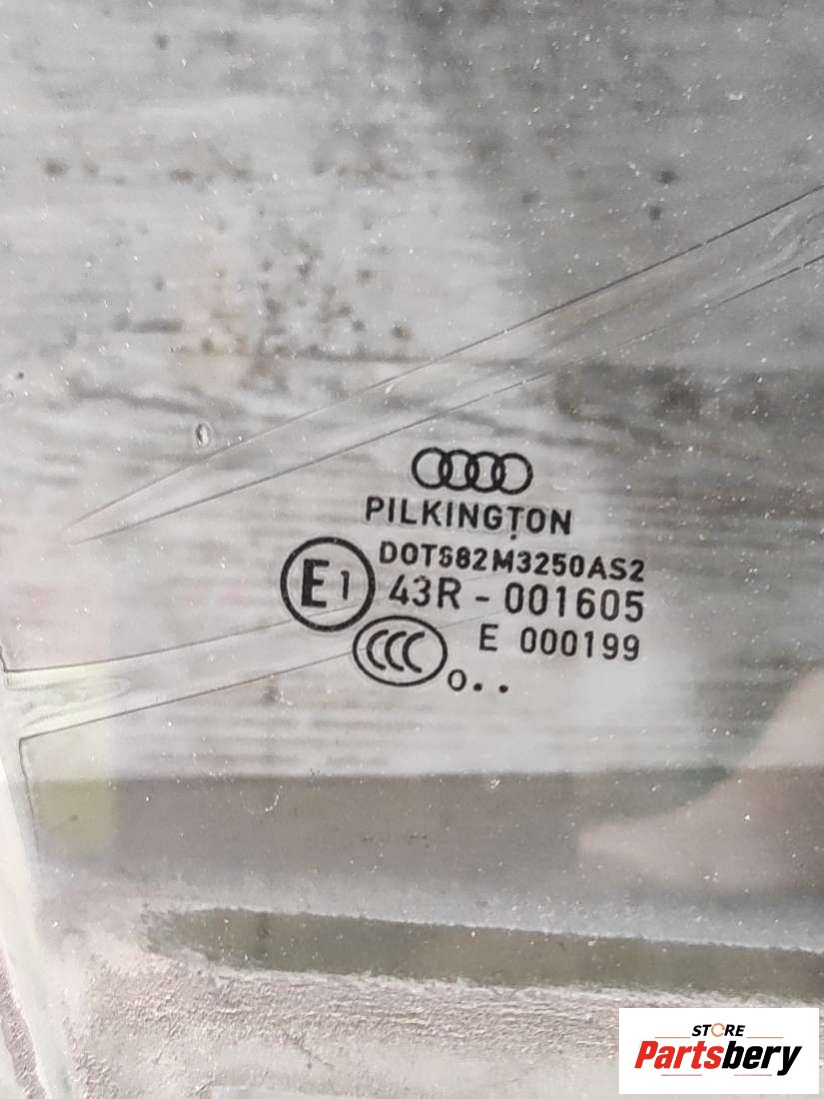 PILKINGTON
DOT582M3250AS2
E1
43R - 001605
E 000199
CCC
o..
STORE
Partsbery